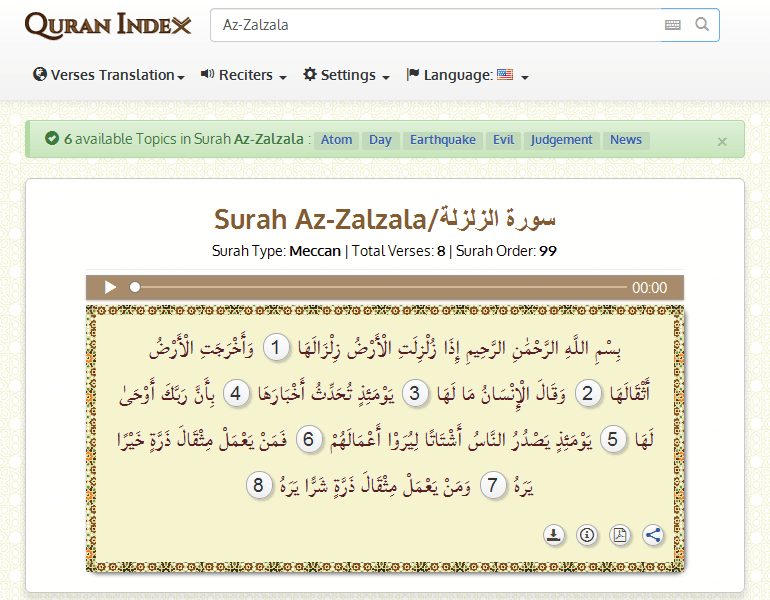 QURAN INDEX
Az-Zalzala
Verses Translation
Reciters
Settings
Language:
6 available Topics in Surah Az-Zalzala : Atom Day Earthquake Evil Judgement News ×
Surah Az-Zalzala/سورة الزلزلة
Surah Type: Meccan | Total Verses: 8 | Surah Order: 99
00:00
بِسْمِ اللَّهِ الرَّحْمَٰنِ الرَّحِيمِ إِذَا زُلْزِلَتِ الْأَرْضُ زِلْزَالَهَا 1 وَأَخْرَجَتِ الْأَرْضُ
أَثْقَالَهَا 2 وَقَالَ الْإِنْسَانُ مَا لَهَا 3 يَوْمَئِذٍ تُحَدِّثُ أَخْبَارَهَا 4 بِأَنَّ رَبَّكَ أَوْحَىٰ
لَهَا 5 يَوْمَئِذٍ يَصْدُرُ النَّاسُ أَشْتَاتًا لِيُرَوْا أَعْمَالَهُمْ 6 فَمَنْ يَعْمَلْ مِثْقَالَ ذَرَّةٍ خَيْرًا
يَرَهُ 7 وَمَنْ يَعْمَلْ مِثْقَالَ ذَرَّةٍ شَرًّا يَرَهُ 8